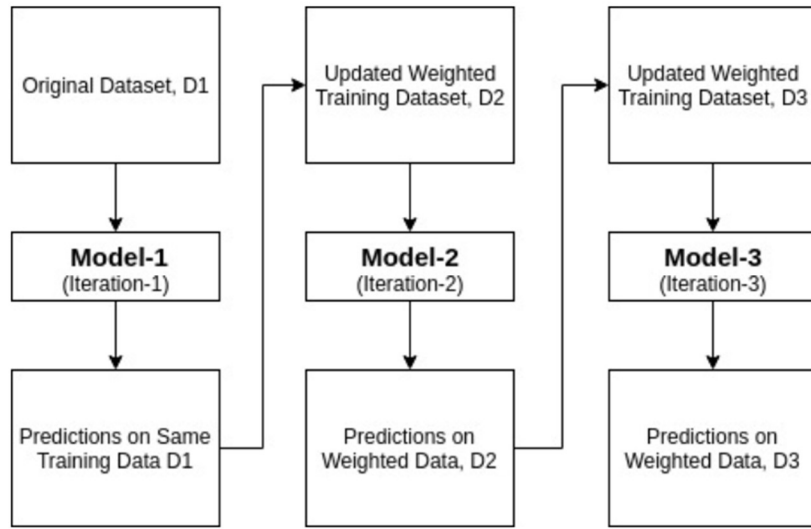 Original Dataset, D1
Model-1
(Iteration-1)
Predictions on Same
Training Data D1
Updated Weighted
Training Dataset, D2
Model-2
(Iteration-2)
Predictions on
Weighted Data, D2
Updated Weighted
Training Dataset, D3
Model-3
(Iteration-3)
Predictions on
Weighted Data, D3